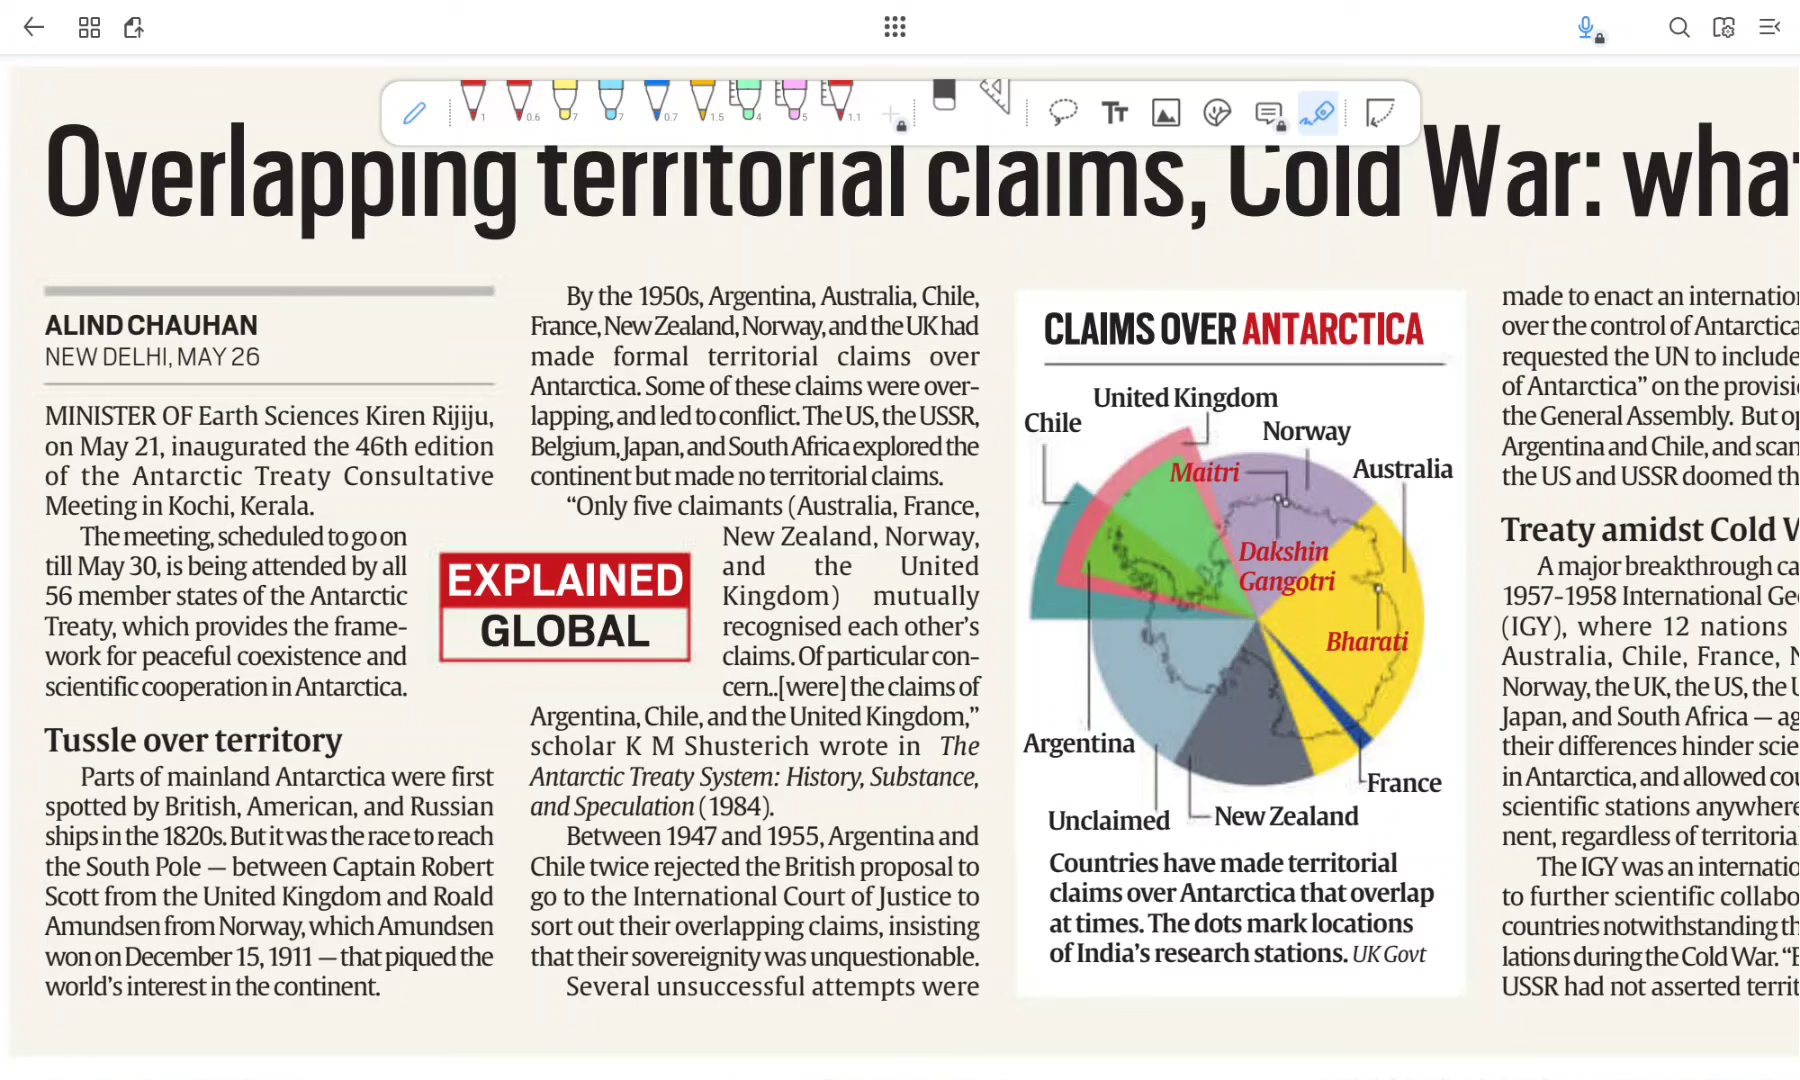 1
0.6
7
7
0.7
1.5
4
5
1.1
Tт
Overlapping territorial claims, Cold War: what
ALIND CHAUHAN
NEW DELHI, MAY 26
MINISTER OF Earth Sciences Kiren Rijiju,
on May 21, inaugurated the 46th edition
of the Antarctic Treaty Consultative
Meeting in Kochi, Kerala.
The meeting, scheduled to go on
till May 30, is being attended by all
56 member states of the Antarctic
Treaty, which provides the frame-
work for peaceful coexistence and
scientific cooperation in Antarctica.
Tussle over territory
Parts of mainland Antarctica were first
spotted by British, American, and Russian
ships in the 1820s. But it was the race to reach
the South Pole — between Captain Robert
Scott from the United Kingdom and Roald
Amundsen from Norway, which Amundsen
won on December 15, 1911 — that piqued the
world's interest in the continent.
EXPLAINED
GLOBAL
By the 1950s, Argentina, Australia, Chile,
France, New Zealand, Norway, and the UK had
made formal territorial claims over
Antarctica. Some of these claims were over-
lapping, and led to conflict. The US, the USSR,
Belgium, Japan, and South Africa explored the
continent but made no territorial claims.
“Only five claimants (Australia, France,
New Zealand, Norway,
and the United
Kingdom) mutually
recognised each other’s
claims. Of particular con-
cern..[were] the claims of
Argentina, Chile, and the United Kingdom,”
scholar K M Shusterich wrote in The
Antarctic Treaty System: History, Substance,
and Speculation (1984).
Between 1947 and 1955, Argentina and
Chile twice rejected the British proposal to
go to the International Court of Justice to
sort out their overlapping claims, insisting
that their sovereignity was unquestionable.
Several unsuccessful attempts were
CLAIMS OVER ANTARCTICA
United Kingdom
Chile
Norway
Australia
Maitri
Dakshin
Gangotri
Bharati
Argentina
France
Unclaimed
New Zealand
Countries have made territorial
claims over Antarctica that overlap
at times. The dots mark locations
of India’s research stations. UK Govt
made to enact an
over the control of Antarctica
requested the UN to include
of Antarctica” on the
the General Assembly. But
Argentina and Chile, and
the US and USSR doomed
Treaty amidst Cold
A major breakthrough
1957-1958 International
(IGY), where 12 nations
Australia, Chile, France,
Norway, the UK, the US, the
Japan, and South Africa —
their differences hinder
in Antarctica, and allowed
scientific stations anywhere
nent, regardless of
The IGY was an
to further scientific
countries notwithstanding
lations during the Cold War.
USSR had not asserted